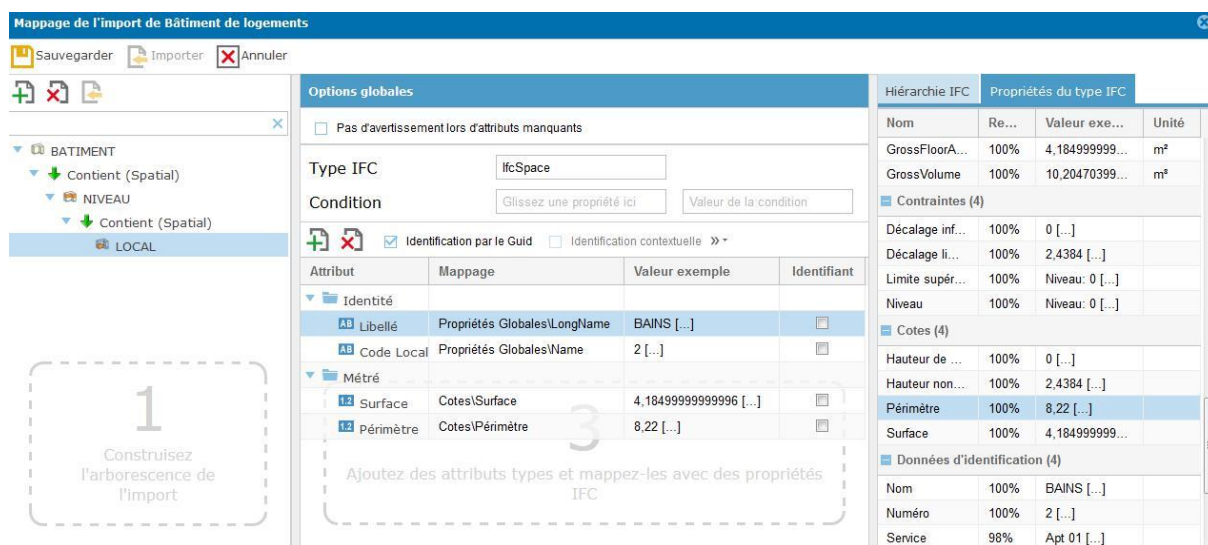 Mappage de l'import de Bâtiment de logements
Sauvegarder Importer Annuler
BATIMENT
Contient (Spatial)
NIVEAU
Contient (Spatial)
LOCAL
1
Construisez
l'arborescence de
l'import
Options globales
Pas d'avertissement lors d'attributs manquants
Type IFC IfcSpace
Condition Glissez une propriété ici Valeur de la condition
Identification par le Guid Identification contextuelle »
Attribut Mappage Valeur exemple Identifiant
Identité
AB Libellé Propriétés Globales\LongName BAINS [...]
AB Code Local Propriétés Globales\Name 2 [...]
Métré
1.2 Surface Cotes\Surface 4,18499999999996 [...]
1.2 Périmètre Cotes\Périmètre 8,22 [...]
3
Ajoutez des attributs types et mappez-les avec des propriétés
IFC
Hiérarchie IFC Propriétés du type IFC
Nom Re... Valeur exe... Unité
GrossFloorA... 100% 4,184999999... m²
GrossVolume 100% 10,20470399... m³
Contraintes (4)
Décalage inf... 100% 0 [...]
Décalage li... 100% 2,4384 [...]
Limite supér... 100% Niveau: 0 [...]
Niveau 100% Niveau: 0 [...]
Cotes (4)
Hauteur de ... 100% 0 [...]
Hauteur non... 100% 2,4384 [...]
Périmètre 100% 8,22 [...]
Surface 100% 4,184999999...
Données d'identification (4)
Nom 100% BAINS [...]
Numéro 100% 2 [...]
Service 98% Apt 01 [...]